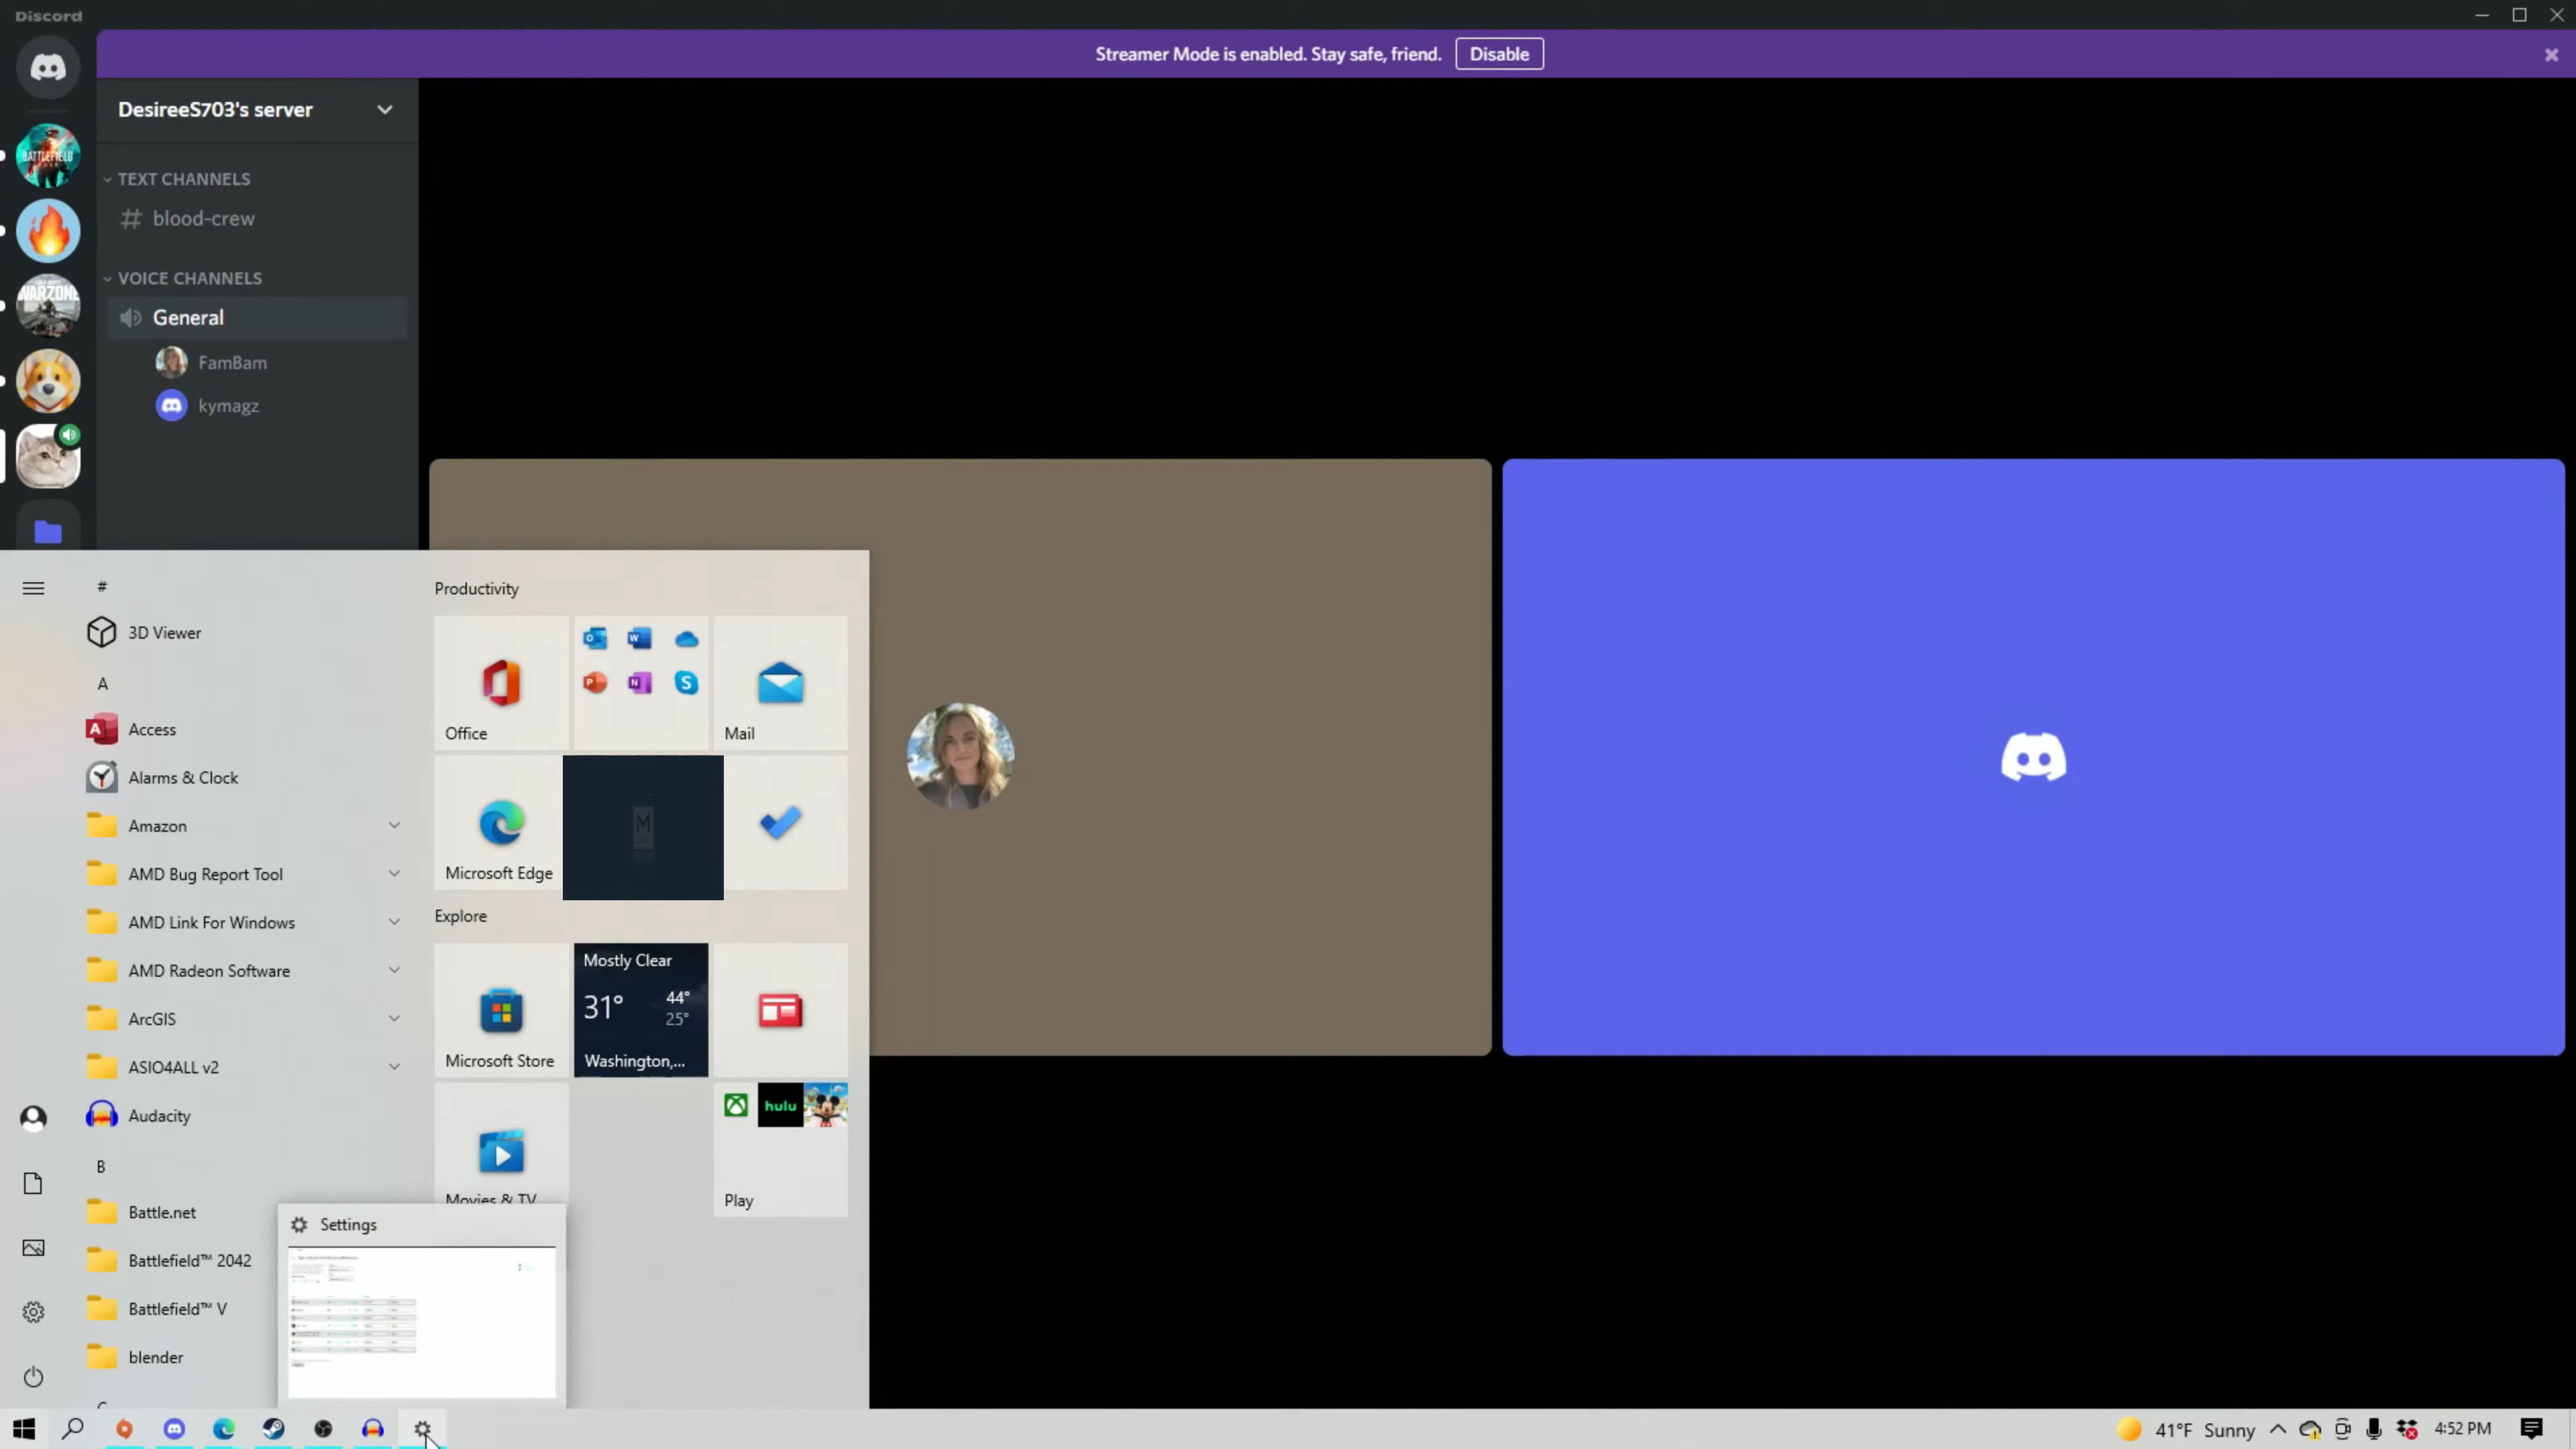 Discord
Streamer Mode is enabled. Stay safe, friend.
Disable
DesireeS703's server
TEXT CHANNELS
# blood-crew
VOICE CHANNELS
General
FamBam
kymagz
BATTLEFIELD
WARZONE
#
3D Viewer
A
Access
Alarms & Clock
Amazon
AMD Bug Report Tool
AMD Link For Windows
AMD Radeon Software
ArcGIS
ASIO4ALL v2
Audacity
B
Battle.net
Battlefield™ 2042
Battlefield™ V
blender
Productivity
Office
Mail
Microsoft Edge
M
Explore
Microsoft Store
Mostly Clear
31°
44°
25°
Washington,...
Movies & TV
hulu
Play
Settings
41°F Sunny
4:52 PM